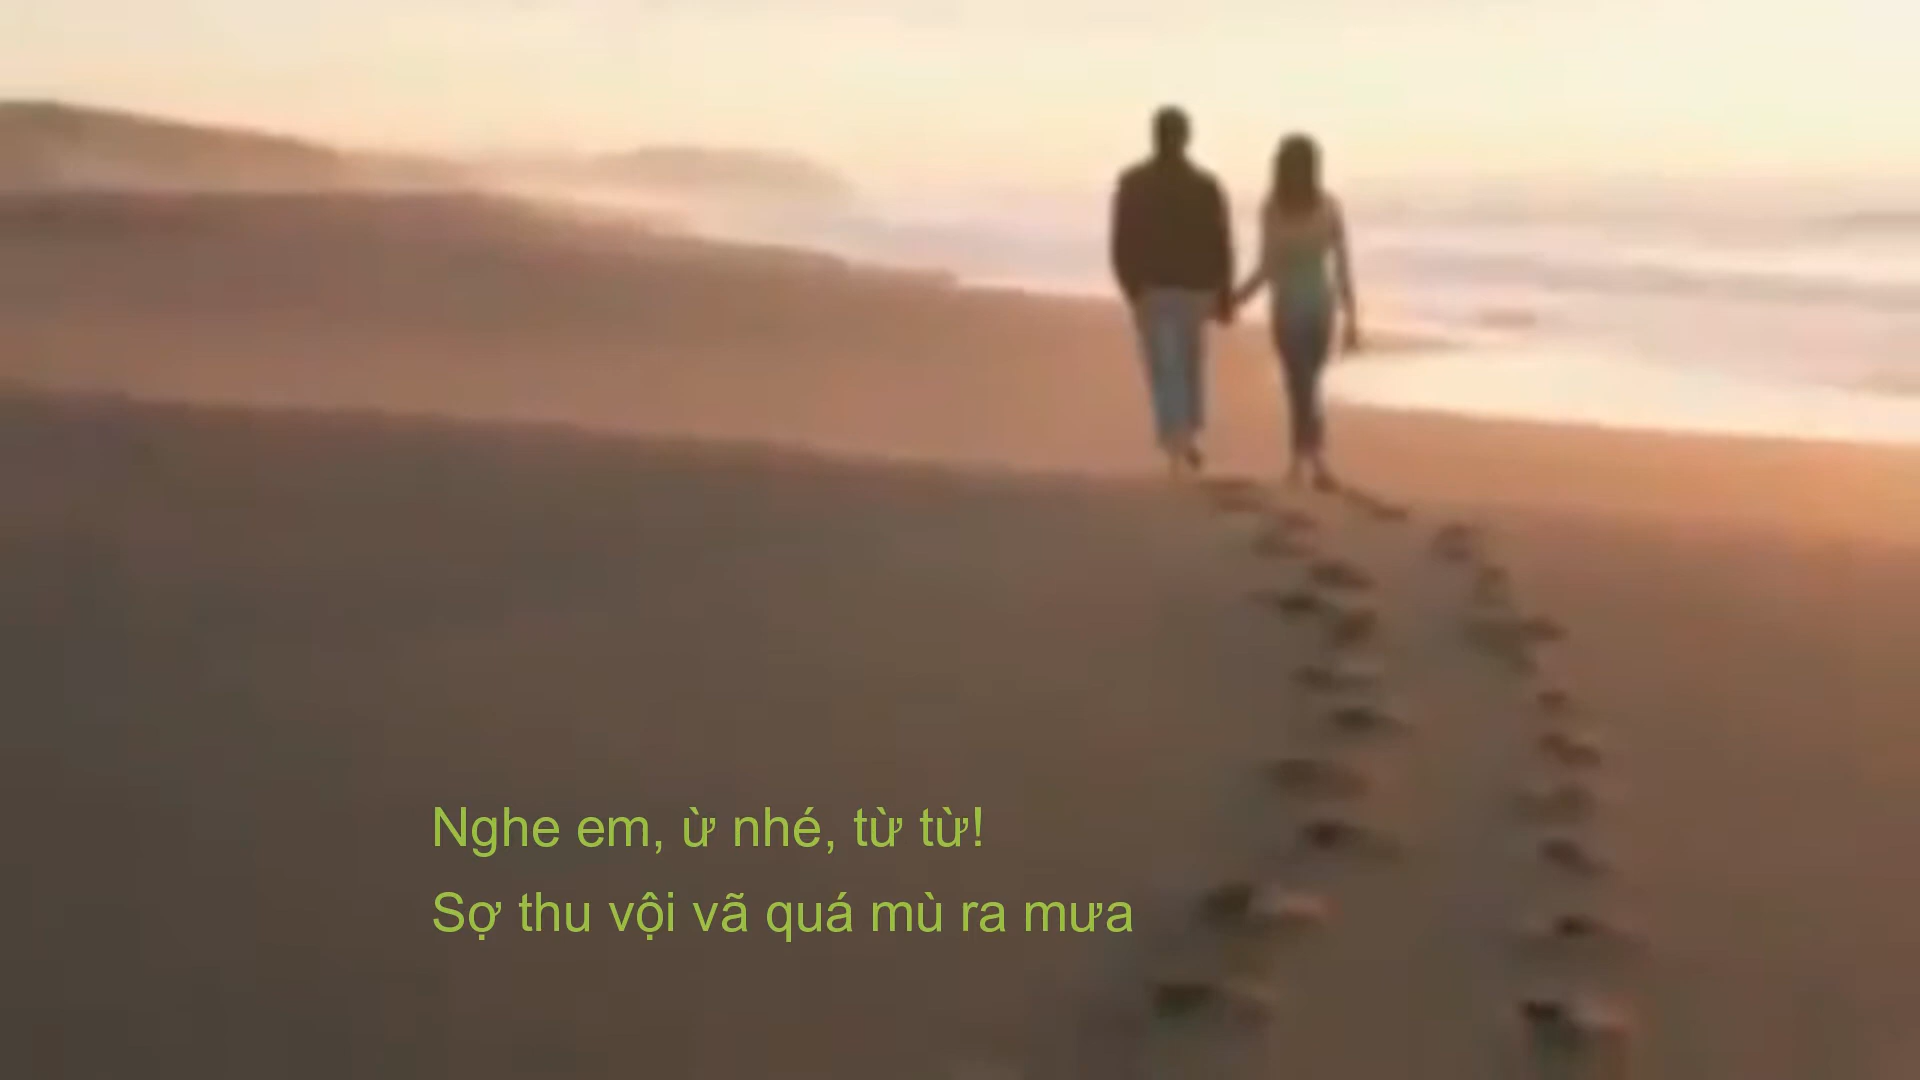 Nghe em, ừ nhé, từ từ!
Sợ thu vội vã quá mù ra mưa